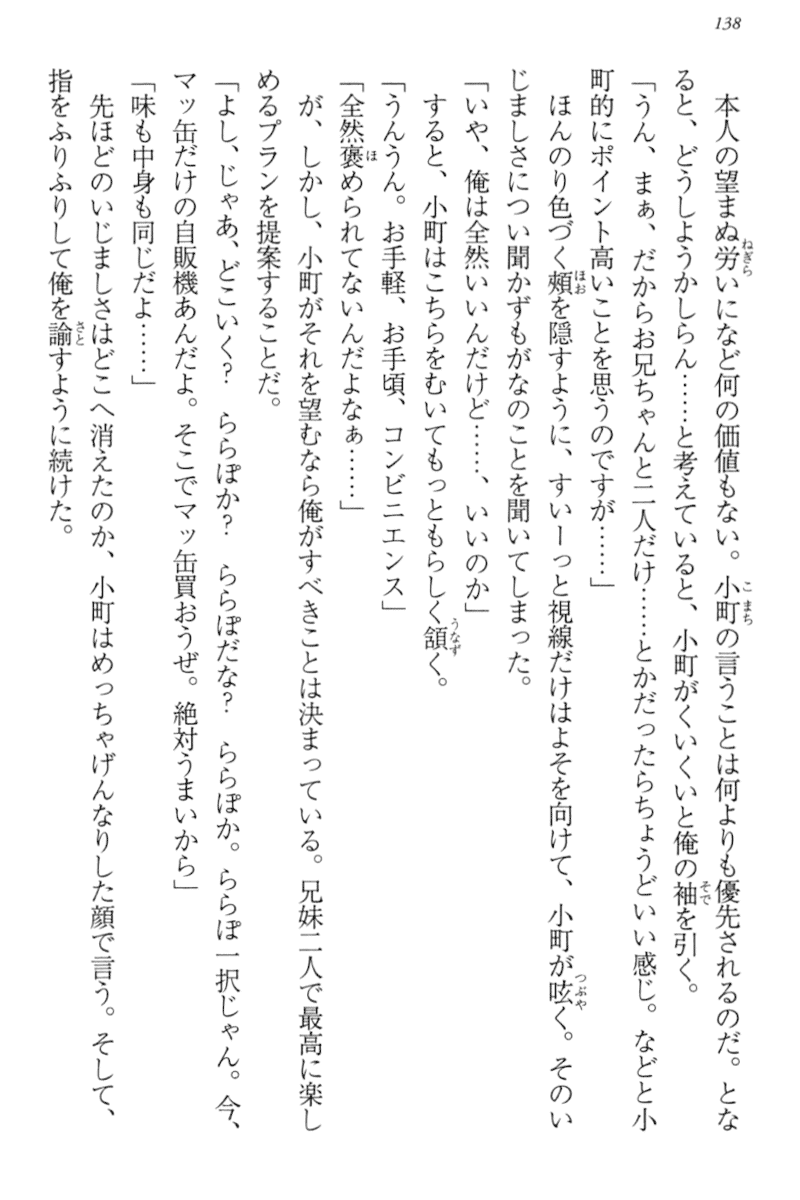 138
本人の望まぬ労いになど何の価値もない。小町の言うことは何よりも優先されるのだ。とな
ると、どうしようかしらん……と考えていると、小町がくいくいと俺の袖を引く。
「うん、まぁ、だからお兄ちゃんと二人だけ……とかだったらちょうどいい感じ。などと小
町的にポイント高いことを思うのですが……」
ほんのり色づく頬を隠すように、すいーっと視線だけはよそを向けて、小町が呟く。そのい
じましさについ聞かずもがなのことを聞いてしまった。
「いや、俺は全然いいんだけど……、いいのか」
すると、小町はこちらをむいてもっともらしく頷く。
「うんうん。お手軽、お手頃、コンビニエンス」
「全然褒められてないんだよなぁ……」
が、しかし、小町がそれを望むなら俺がすべきことは決まっている。兄妹二人で最高に楽し
めるプランを提案することだ。
「よし、じゃあ、どこいく？　ららぽか？　ららぽだな？　ららぽか。ららぽ一択じゃん。今、
マッ缶だけの自販機あんだよ。そこでマッ缶買おうぜ。絶対うまいから」
「味も中身も同じだよ……」
先ほどのいじましさはどこへ消えたのか、小町はめっちゃげんなりした顔で言う。そして、
指をふりふりして俺を諭すように続けた。